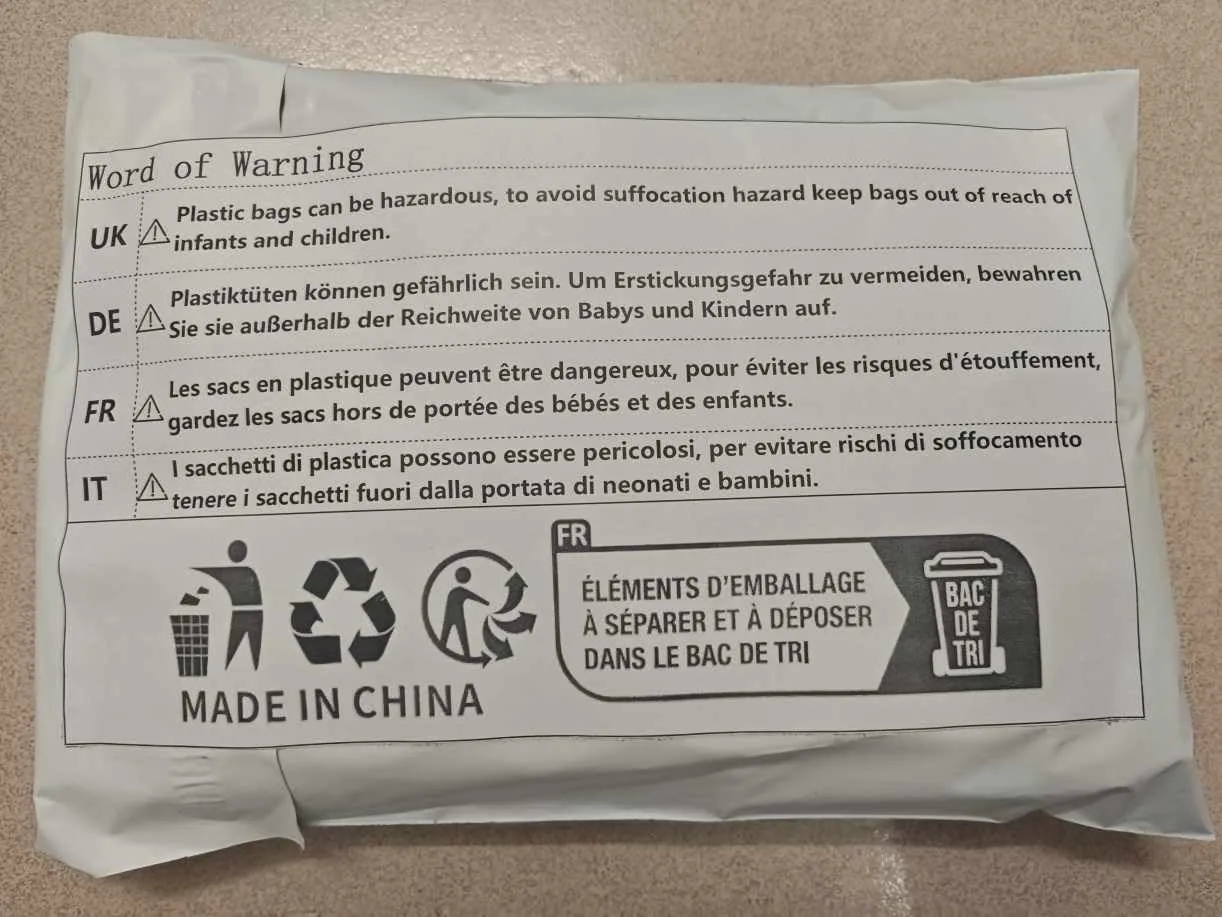 Word of Warning
UK ⚠ Plastic bags can be hazardous, to avoid suffocation hazard keep bags out of reach of
infants and children.
DE ⚠ Plastiktüten können gefährlich sein. Um Erstickungsgefahr zu vermeiden, bewahren
Sie sie außerhalb der Reichweite von Babys und Kindern auf.
FR ⚠ Les sacs en plastique peuvent être dangereux, pour éviter les risques d'étouffement,
gardez les sacs hors de portée des bébés et des enfants.
IT ⚠ I sacchetti di plastica possono essere pericolosi, per evitare rischi di soffocamento
tenere i sacchetti fuori dalla portata di neonati e bambini.
MADE IN CHINA
FR
ÉLÉMENTS D'EMBALLAGE
À SÉPARER ET À DÉPOSER
DANS LE BAC DE TRI
BAC
DE
TRI